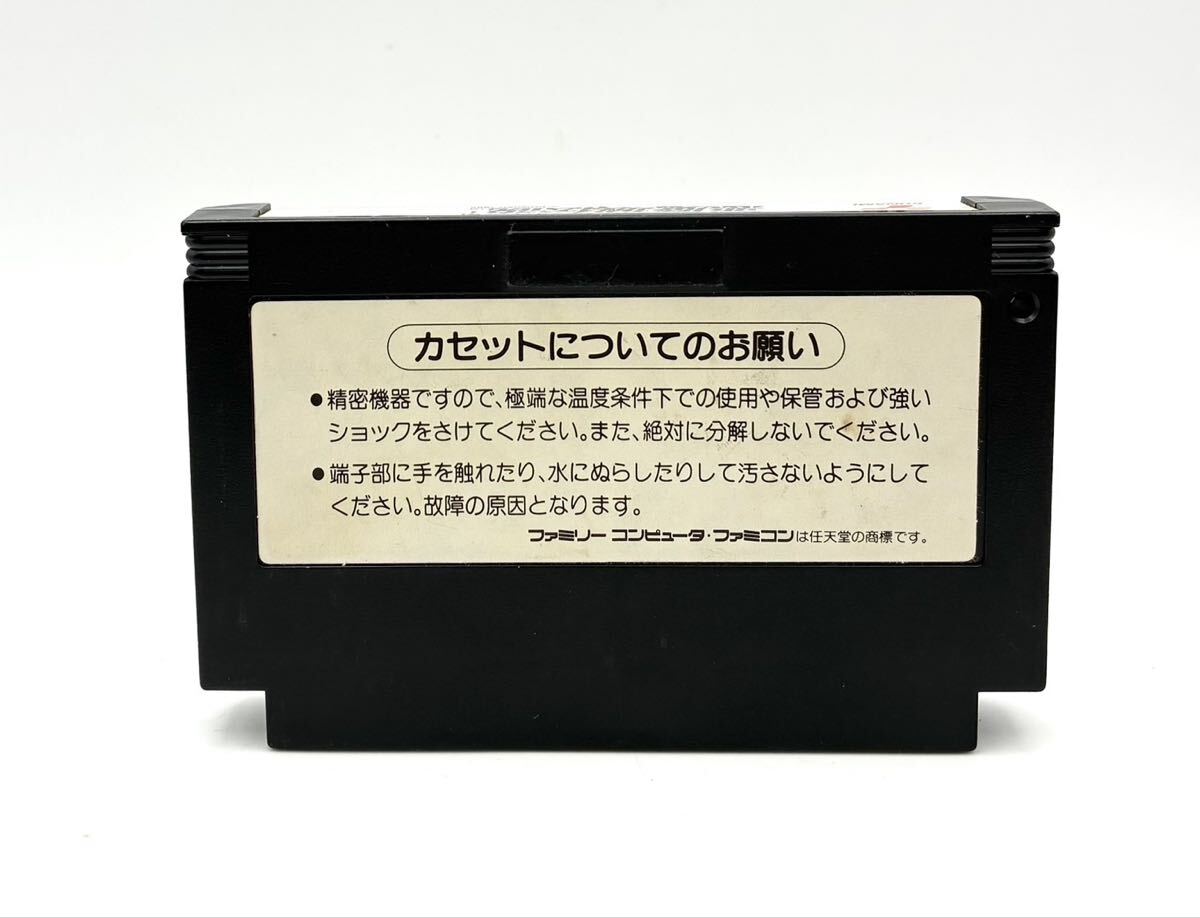 カセットについてのお願い
●精密機器ですので、極端な温度条件下での使用や保管および強い
ショックをさけてください。また、絶対に分解しないでください。
●端子部に手を触れたり、水にぬらしたりして汚さないようにして
ください。故障の原因となります。
ファミリー コンピュータ・ファミコンは任天堂の商標です。